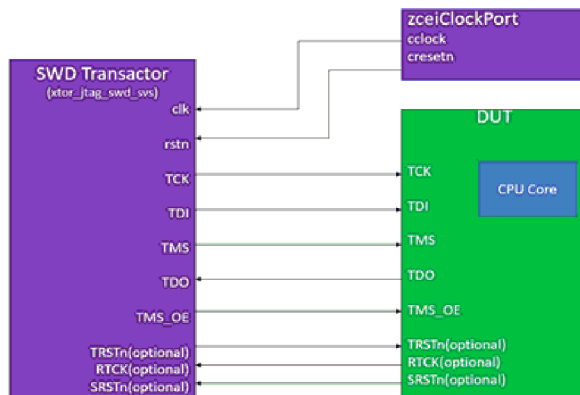 zceiClockPort
cclock
cresetn
SWD Transactor
(xtor_jtag_swd_svs)
clk
rstn
TCK
TDI
TMS
TDO
TMS_OE
TRSTn(optional)
RTCK(optional)
SRSTn(optional)
DUT
CPU Core
TCK
TDI
TMS
TDO
TMS_OE
TRSTn(optional)
RTCK(optional)
SRSTn(optional)